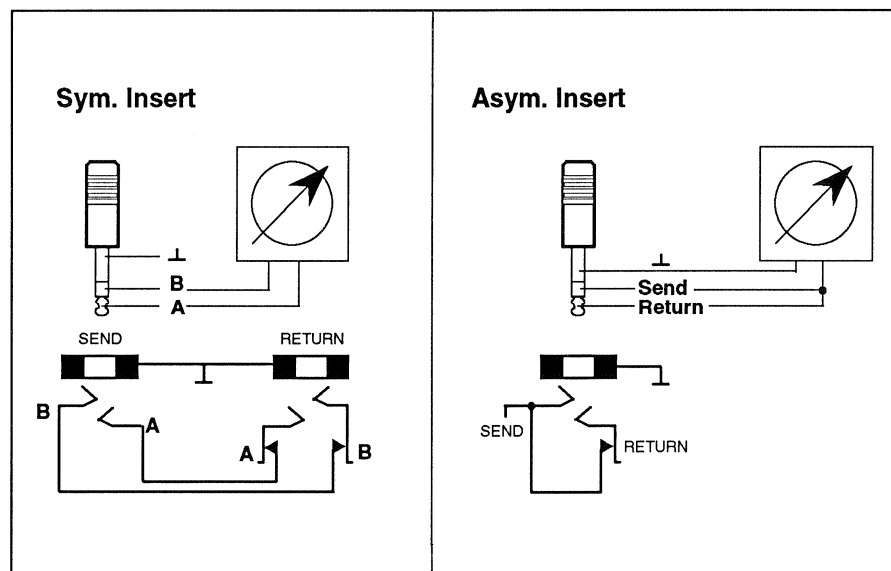 Sym. Insert
B
A
SEND
RETURN
B
A
A
B
Asym. Insert
Send
Return
SEND
RETURN